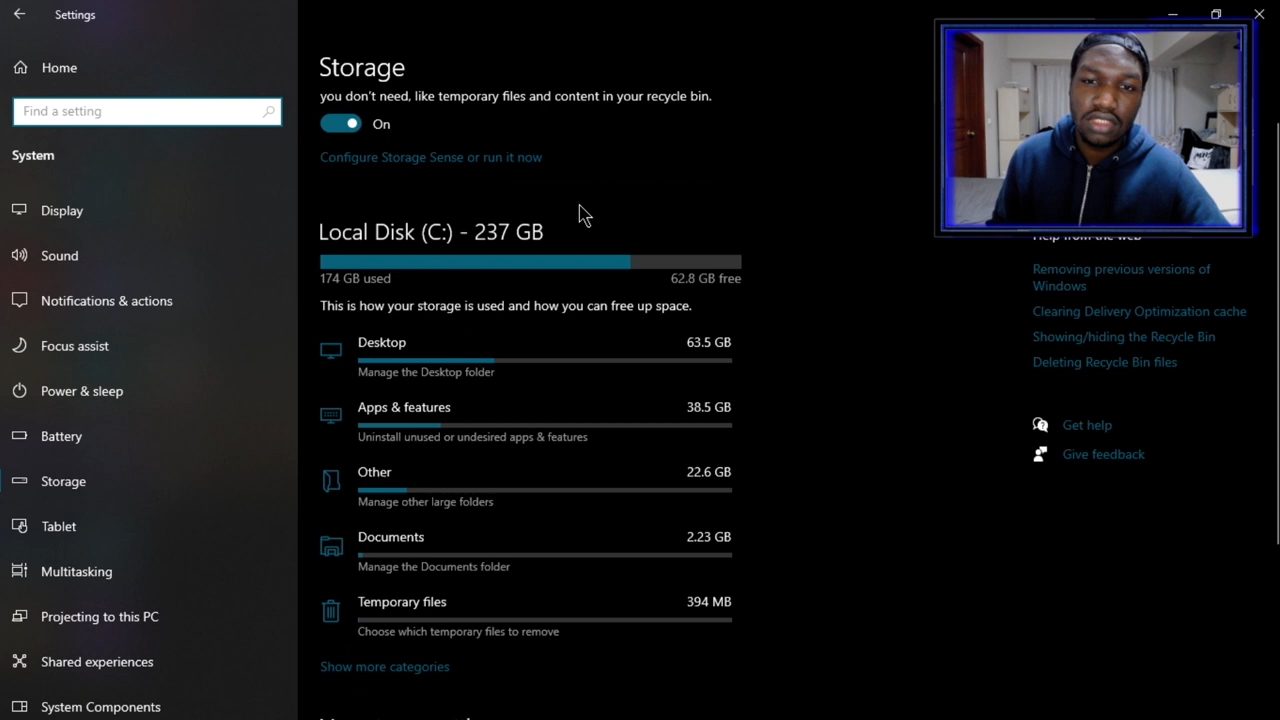 Settings
Home
Find a setting
System
Display
Sound
Notifications & actions
Focus assist
Power & sleep
Battery
Storage
Tablet
Multitasking
Projecting to this PC
Shared experiences
System Components
Storage
you don't need, like temporary files and content in your recycle bin.
On
Configure Storage Sense or run it now
Local Disk (C:) - 237 GB
174 GB used 62.8 GB free
This is how your storage is used and how you can free up space.
Desktop 63.5 GB
Manage the Desktop folder
Apps & features 38.5 GB
Uninstall unused or undesired apps & features
Other 22.6 GB
Manage other large folders
Documents 2.23 GB
Manage the Documents folder
Temporary files 394 MB
Choose which temporary files to remove
Show more categories
Help from the web
Removing previous versions of
Windows
Clearing Delivery Optimization cache
Showing/hiding the Recycle Bin
Deleting Recycle Bin files
Get help
Give feedback